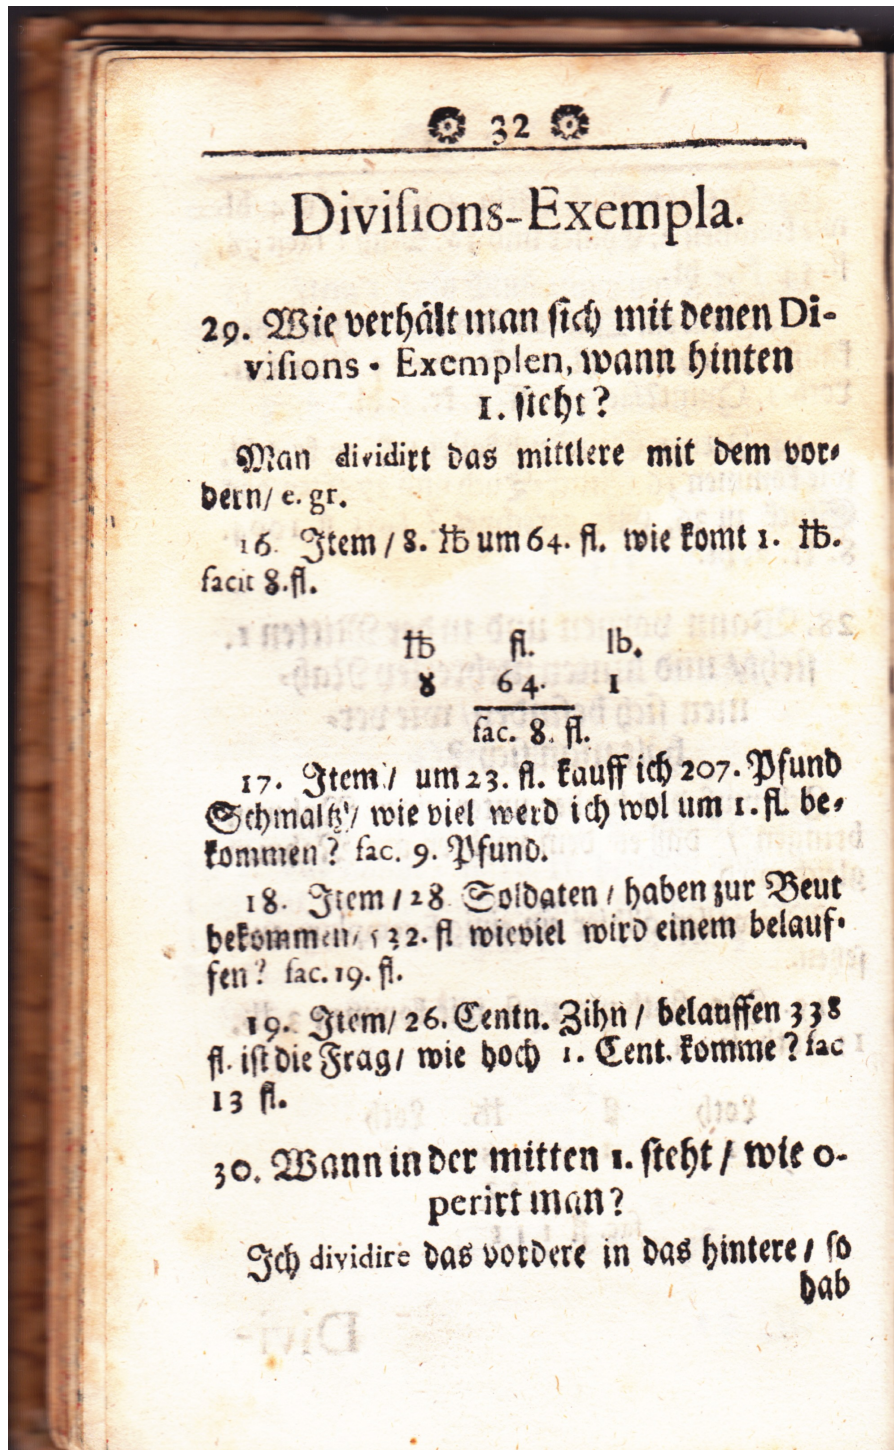 32
Diviſions-Exempla.
29. Wie verhält man ſich mit denen Di-
viſions-Exemplen, wann hinten
1. ſteht?
Man dividirt das mittlere mit dem vor-
dern/ e. gr.
16. Item / 8. ℔ um 64. fl. wie komt 1. ℔.
facit 8. fl.
℔ fl. lb.
8 64. 1
fac. 8. fl.
17. Item / um 23. fl. kauff ich 207. Pfund
Schmaltz / wie viel werd ich wol um 1. fl. be-
kommen? fac. 9. Pfund.
18. Item / 28 Soldaten / haben zur Beut
bekommen / 532. fl wieviel wird einem belauf-
fen? fac. 19. fl.
19. Item / 26. Centn. Zihn / belauffen 338
fl. iſt die Frag / wie hoch 1. Cent. komme? fac
13 fl.
30. Wann in der mitten 1. ſteht / wie o-
perirt man?
Ich dividire das vordere in das hintere / ſo
hab